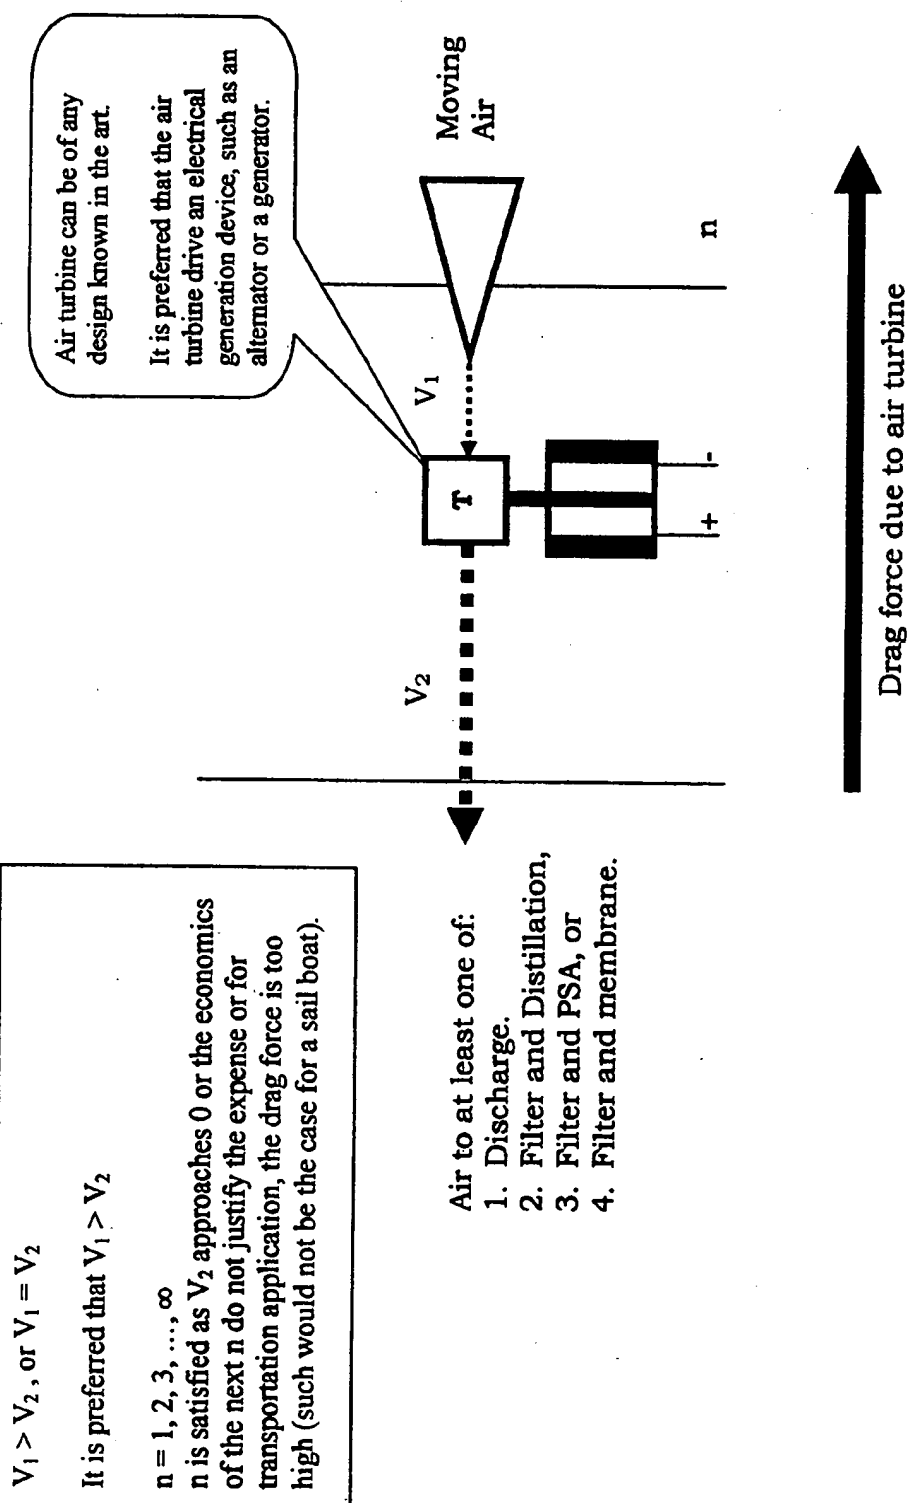 V₁ > V₂ , or V₁ = V₂
It is preferred that V₁ > V₂
n = 1, 2, 3, ..., ∞
n is satisfied as V₂ approaches 0 or the economics
of the next n do not justify the expense or for
transportation application, the drag force is too
high (such would not be the case for a sail boat).
Air turbine can be of any
design known in the art.
It is preferred that the air
turbine drive an electrical
generation device, such as an
alternator or a generator.
Moving
Air
V₁
T
V₂
n
+
-
Air to at least one of:
1. Discharge.
2. Filter and Distillation,
3. Filter and PSA, or
4. Filter and membrane.
Drag force due to air turbine